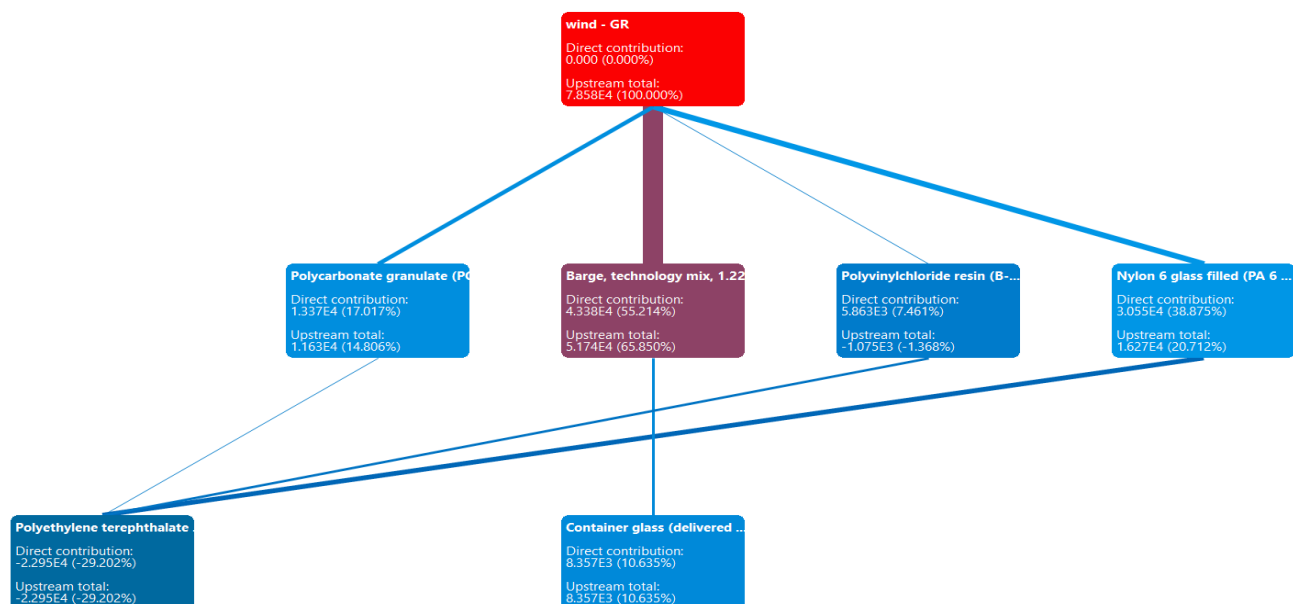 wind - GR
Direct contribution:
0.000 (0.000%)
Upstream total:
7.858E4 (100.000%)
Polycarbonate granulate (PC
Direct contribution:
1.337E4 (17.017%)
Upstream total:
1.163E4 (14.806%)
Barge, technology mix, 1.22
Direct contribution:
4.338E4 (55.214%)
Upstream total:
5.174E4 (65.850%)
Polyvinylchloride resin (B-...
Direct contribution:
5.863E3 (7.461%)
Upstream total:
-1.075E3 (-1.368%)
Nylon 6 glass filled (PA 6 ...
Direct contribution:
3.055E4 (38.875%)
Upstream total:
1.627E4 (20.712%)
Polyethylene terephthalate ...
Direct contribution:
-2.295E4 (-29.202%)
Upstream total:
-2.295E4 (-29.202%)
Container glass (delivered ...
Direct contribution:
8.357E3 (10.635%)
Upstream total:
8.357E3 (10.635%)